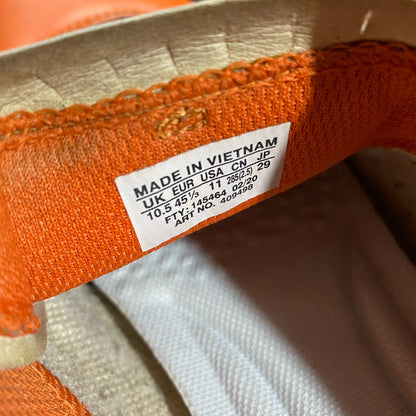 MADE IN VIETNAM
UK EUR USA CN JP
10.5 45⅓ 11 285(2.5) 29
FTY: 145464 02/20
ART NO. 409498